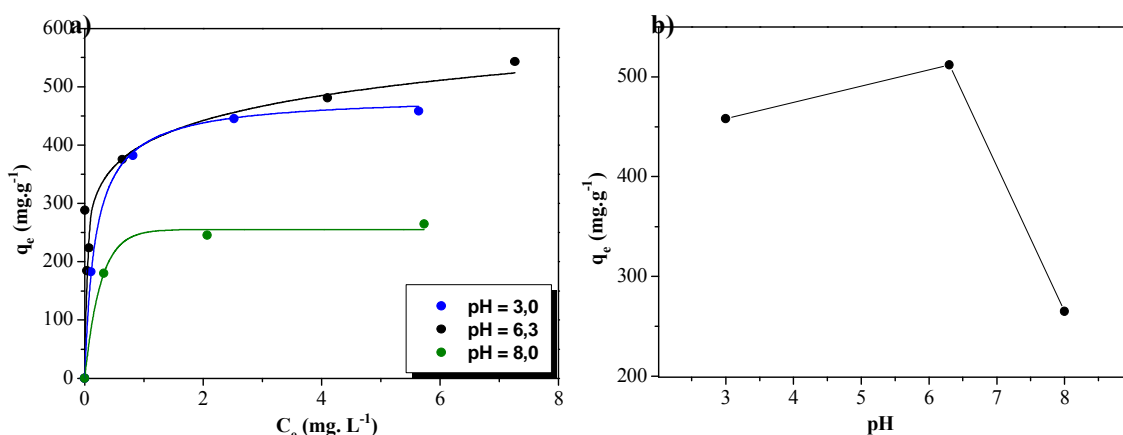 a)
600
500
400
300
200
100
0
qe (mg.g-1)
0 2 4 6 8
Ce (mg. L-1)
pH = 3,0
pH = 6,3
pH = 8,0
b)
500
400
300
200
qe (mg.g-1)
3 4 5 6 7 8
pH